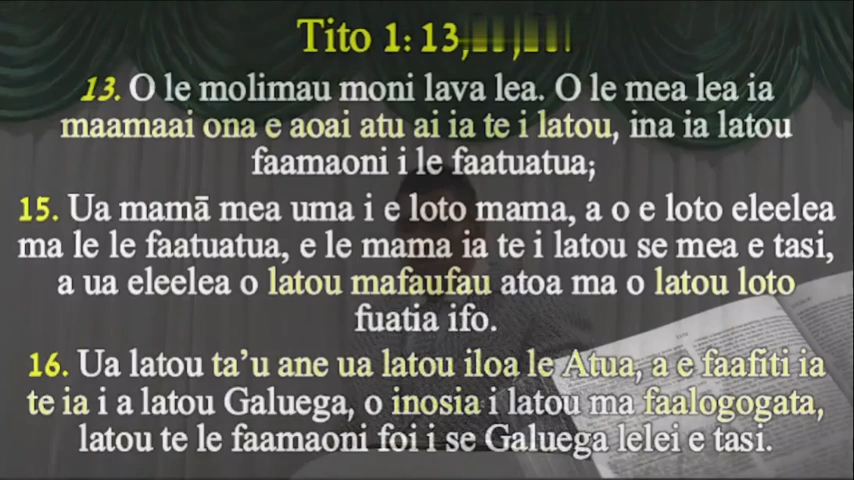 Tito 1: 13,
13. O le molimau moni lava lea. O le mea lea ia
maamaai ona e aoai atu ai ia te i latou, ina ia latou
faamaoni i le faatuatua;
15. Ua mamā mea uma i e loto mama, a o e loto eleelea
ma le le faatuatua, e le mama ia te i latou se mea e tasi,
a ua eleelea o latou mafaufau atoa ma o latou loto
fuatia ifo.
16. Ua latou ta’u ane ua latou iloa le Atua, a e faafiti ia
te ia i a latou Galuega, o inosia i latou ma faalogogata,
latou te le faamaoni foi i se Galuega lelei e tasi.